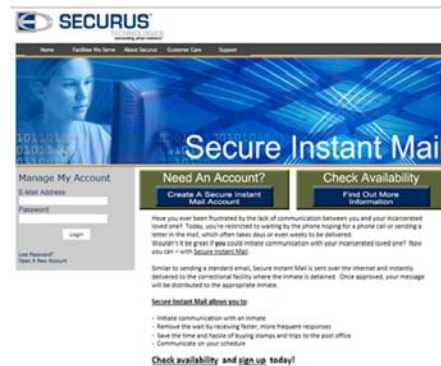 SECURUS
TECHNOLOGIES
connecting what matters
Home Facilities We Serve About Securus Customer Care Support
Secure Instant Mail
Manage My Account
E-Mail Address
Password
Login
Lost Password?
Open A New Account
Need An Account?
Create A Secure Instant
Mail Account
Check Availability
Find Out More
Information
Have you ever been frustrated by the lack of communication between you and your incarcerated
loved one? Today, you're restricted to waiting by the phone hoping for a phone call or sending a
letter in the mail, which often takes days or even weeks to be delivered.
Wouldn't it be great if you could initiate communication with your incarcerated loved one? Now
you can – with Secure Instant Mail.
Similar to sending a standard email, Secure Instant Mail is sent over the internet and instantly
delivered to the correctional facility where the inmate is detained. Once approved, your message
will be distributed to the appropriate inmate.
Secure Instant Mail allows you to:
- Initiate communication with an inmate
- Remove the wait by receiving faster, more frequent responses
- Save the time and hassle of buying stamps and trips to the post office
- Communicate on your schedule
Check availability and sign up today!